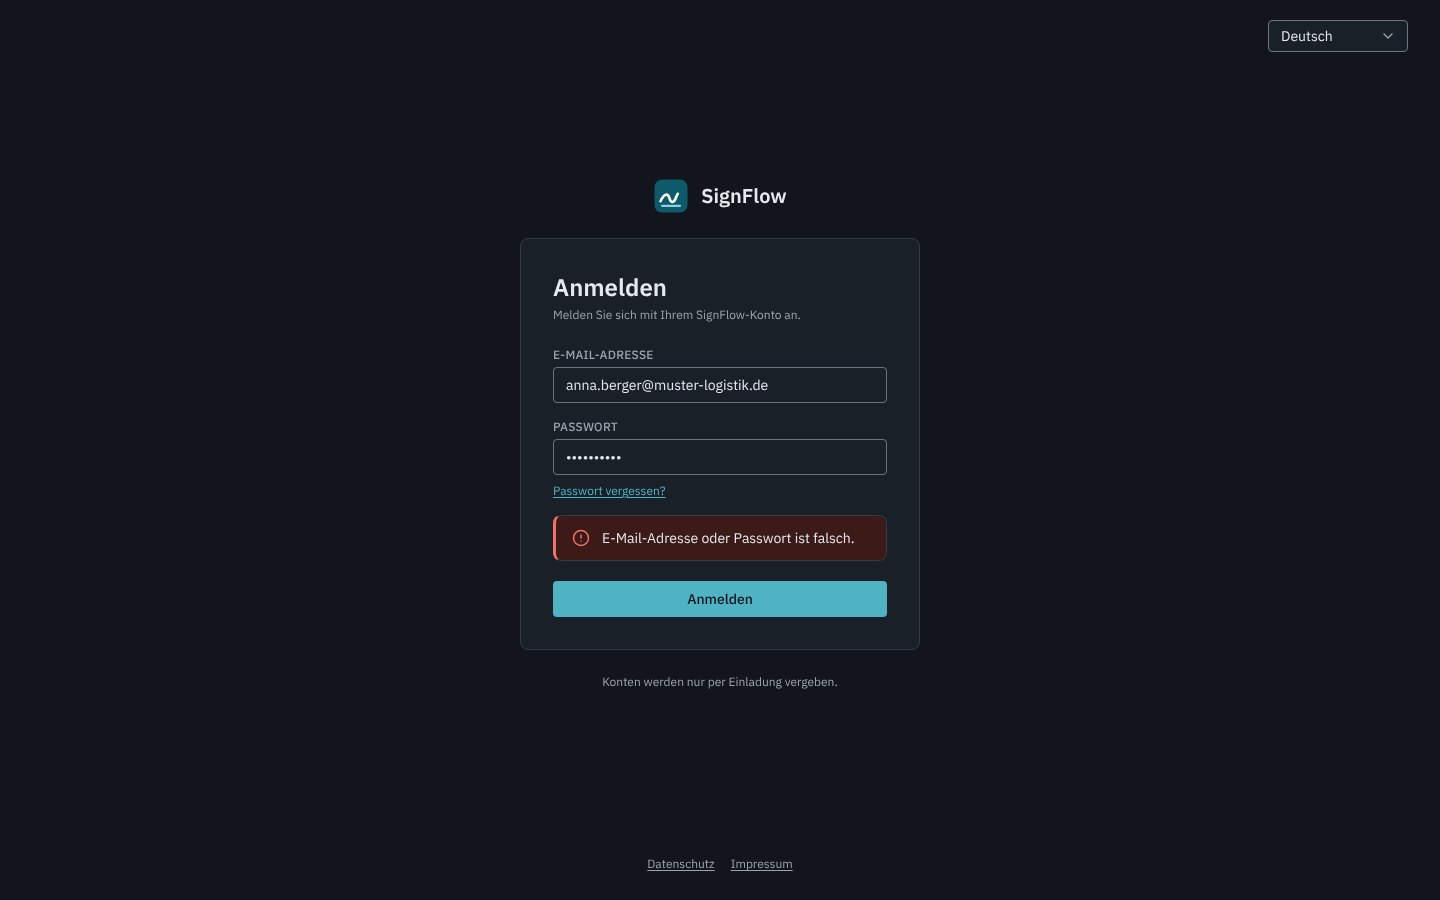 Deutsch
SignFlow
Anmelden
Melden Sie sich mit Ihrem SignFlow-Konto an.
E-MAIL-ADRESSE
anna.berger@muster-logistik.de
PASSWORT
••••••••••
Passwort vergessen?
E-Mail-Adresse oder Passwort ist falsch.
Anmelden
Konten werden nur per Einladung vergeben.
Datenschutz Impressum